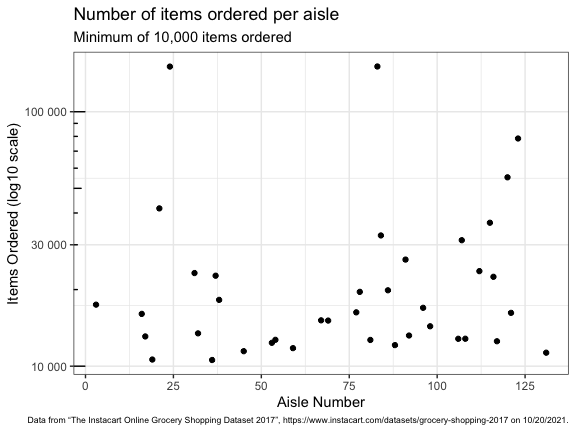 Number of items ordered per aisle
Minimum of 10,000 items ordered
Items Ordered (log10 scale)
100 000
30 000
10 000
0 25 50 75 100 125
Aisle Number
Data from “The Instacart Online Grocery Shopping Dataset 2017”, https://www.instacart.com/datasets/grocery-shopping-2017 on 10/20/2021.